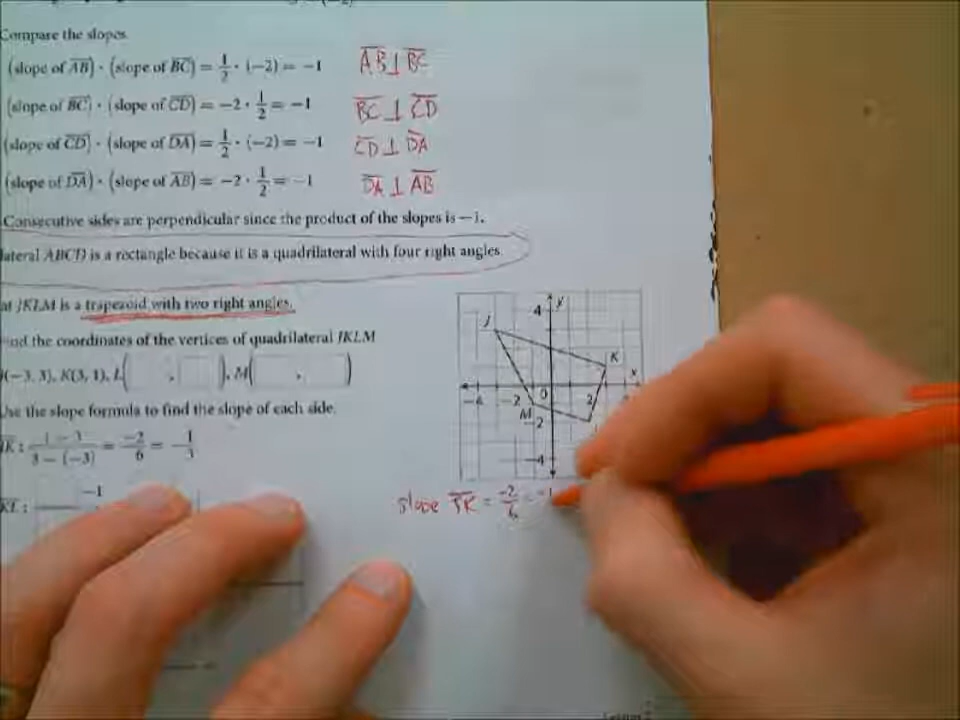 Compare the slopes.
(slope of AB) · (slope of BC) = 1/2 · (−2) = −1 AB ⊥ BC
(slope of BC) · (slope of CD) = −2 · 1/2 = −1 BC ⊥ CD
(slope of CD) · (slope of DA) = 1/2 · (−2) = −1 CD ⊥ DA
(slope of DA) · (slope of AB) = −2 · 1/2 = −1 DA ⊥ AB
Consecutive sides are perpendicular since the product of the slopes is −1.
lateral ABCD is a rectangle because it is a quadrilateral with four right angles.
at JKLM is a trapezoid with two right angles.
nd the coordinates of the vertices of quadrilateral JKLM
(−3, 3), K(3, 1), L( , ), M( , )
Use the slope formula to find the slope of each side.
JK : 1 − 3 / 3 − (−3) = −2/6 = −1/3
KL : −1
4 y
J
K
x
−4 −2 0 2
M −2
−4
slope JK = −2/6 = −1